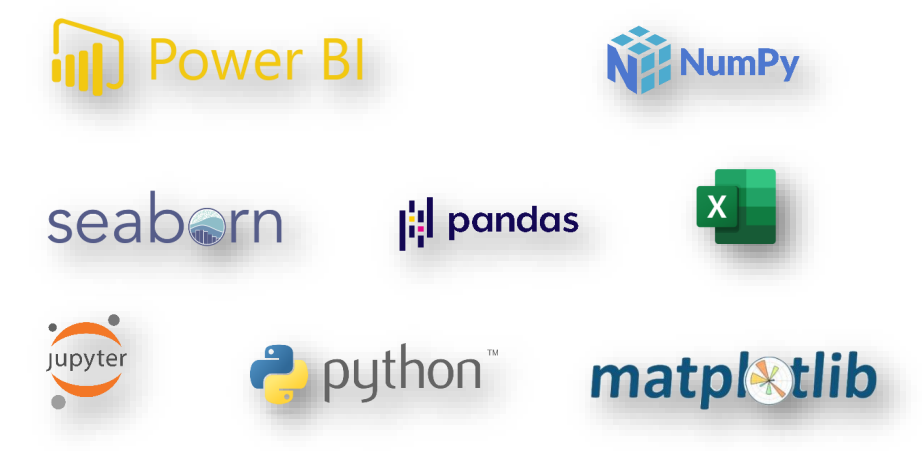 Power BI
NumPy
seaborn
pandas
X
jupyter
python™
matplotlib